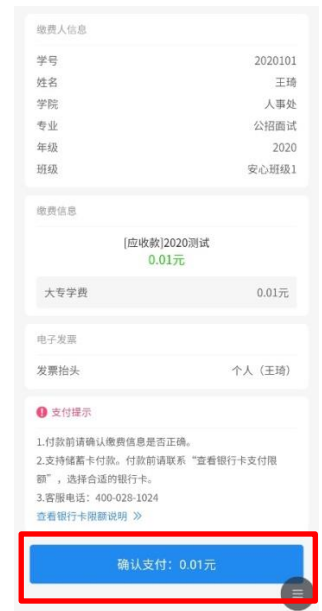 缴费人信息
学号 2020101
姓名 王琦
学院 人事处
专业 公招面试
年级 2020
班级 安心班级1
缴费信息
[应收款]2020测试
0.01元
大专学费 0.01元
电子发票
发票抬头 个人（王琦）
支付提示
1.付款前请确认缴费信息是否正确。
2.支持储蓄卡付款。付款前请联系“查看银行卡支付限
额”，选择合适的银行卡。
3.客服电话：400-028-1024
查看银行卡限额说明 》
确认支付：0.01元